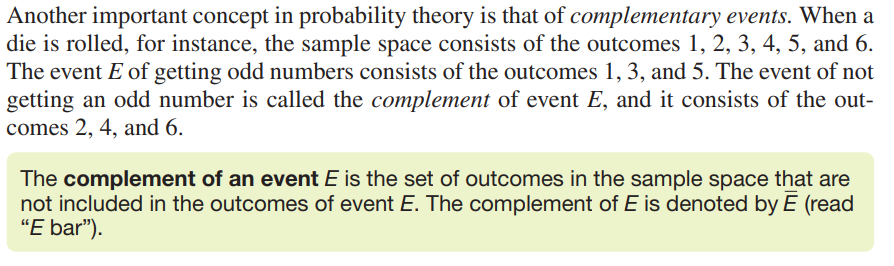 Another important concept in probability theory is that of complementary events. When a
die is rolled, for instance, the sample space consists of the outcomes 1, 2, 3, 4, 5, and 6.
The event E of getting odd numbers consists of the outcomes 1, 3, and 5. The event of not
getting an odd number is called the complement of event E, and it consists of the out-
comes 2, 4, and 6.
The complement of an event E is the set of outcomes in the sample space that are
not included in the outcomes of event E. The complement of E is denoted by E̅ (read
“E bar”).